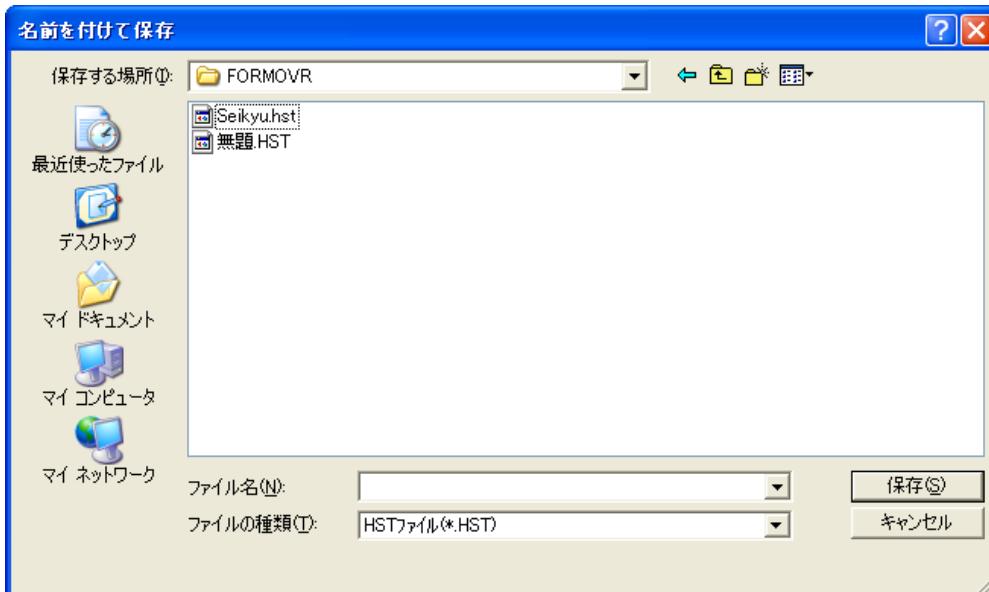 名前を付けて保存
保存する場所(I):
FORMOVR
Seikyu.hst
無題.HST
最近使ったファイル
デスクトップ
マイ ドキュメント
マイ コンピュータ
マイ ネットワーク
ファイル名(N):
保存(S)
ファイルの種類(T):
HSTファイル(*.HST)
キャンセル